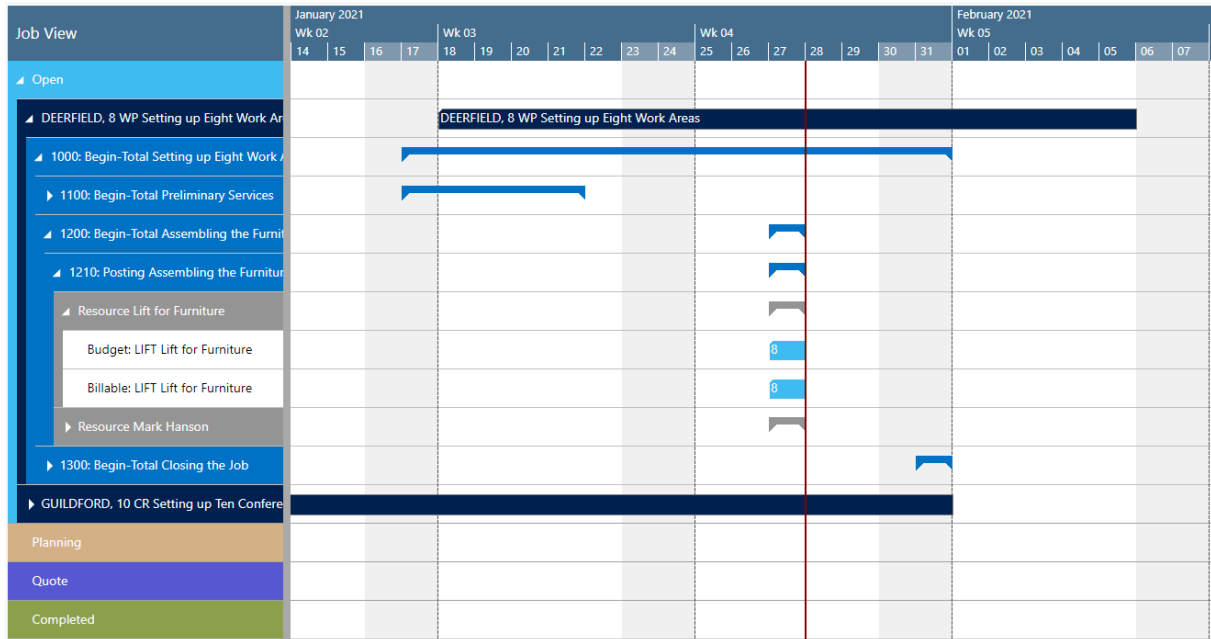 Job View
January 2021
February 2021
Wk 02
Wk 03
Wk 04
Wk 05
14 15 16 17 18 19 20 21 22 23 24 25 26 27 28 29 30 31 01 02 03 04 05 06 07
Open
DEERFIELD, 8 WP Setting up Eight Work Ar
DEERFIELD, 8 WP Setting up Eight Work Areas
1000: Begin-Total Setting up Eight Work A
1100: Begin-Total Preliminary Services
1200: Begin-Total Assembling the Furnit
1210: Posting Assembling the Furnitur
Resource Lift for Furniture
Budget: LIFT Lift for Furniture
8
Billable: LIFT Lift for Furniture
8
Resource Mark Hanson
1300: Begin-Total Closing the Job
GUILDFORD, 10 CR Setting up Ten Confere
Planning
Quote
Completed